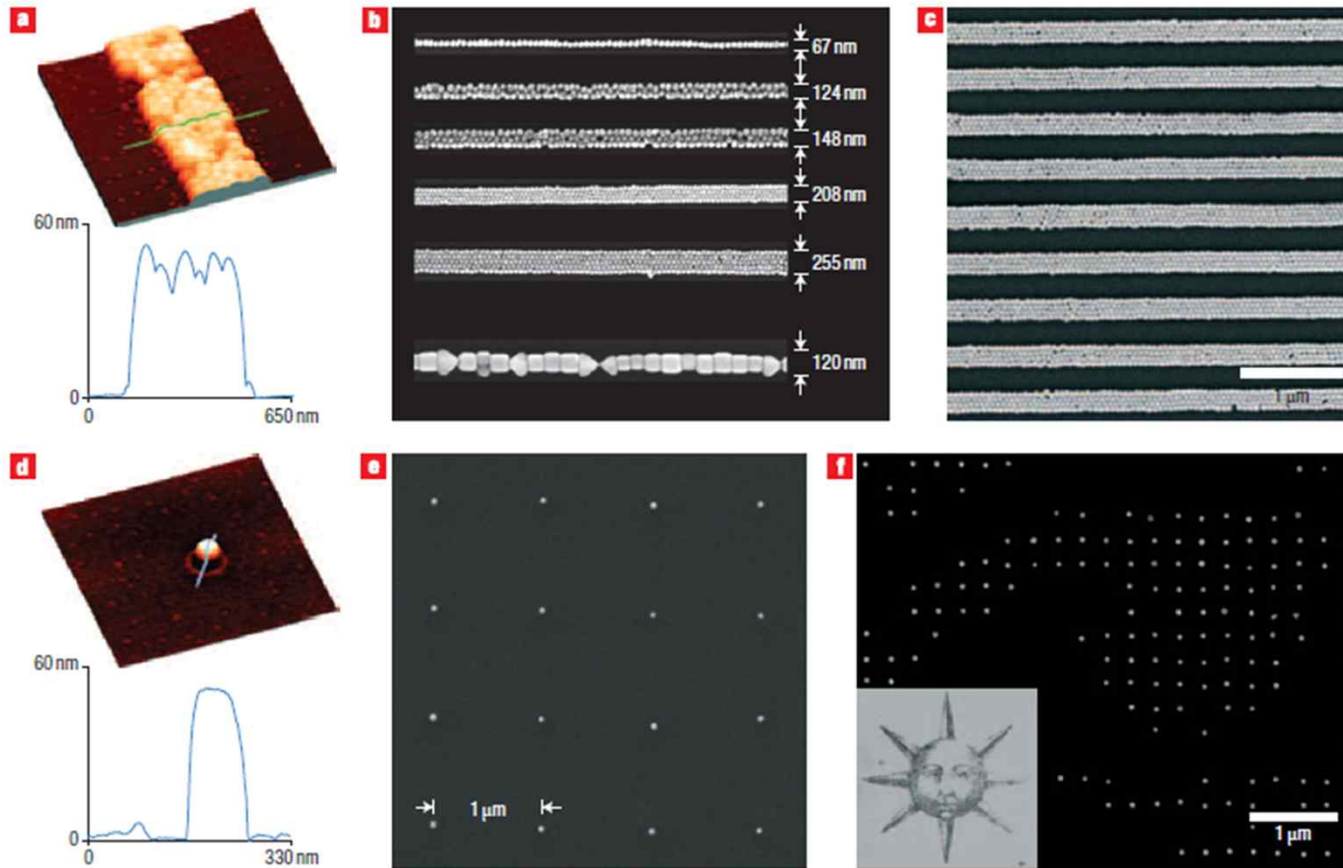 a
60 nm
0
0
650 nm
b
67 nm
124 nm
148 nm
208 nm
255 nm
120 nm
c
1 μm
d
60 nm
0
0
330 nm
e
1 μm
f
1 μm